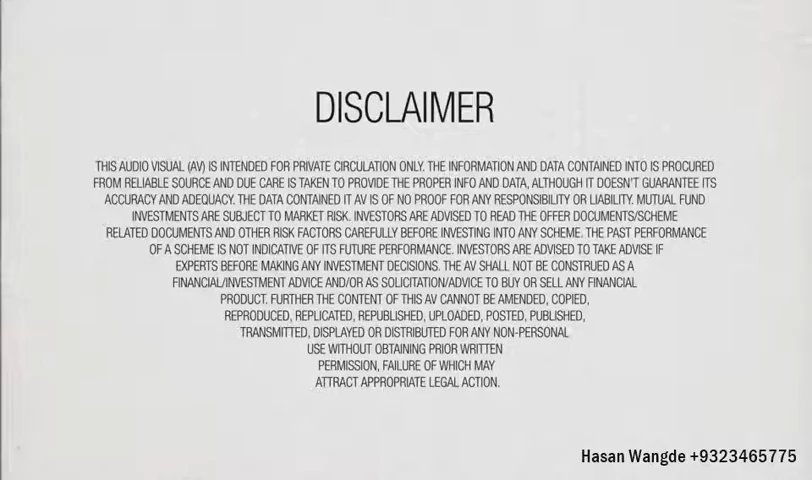 DISCLAIMER
THIS AUDIO VISUAL (AV) IS INTENDED FOR PRIVATE CIRCULATION ONLY. THE INFORMATION AND DATA CONTAINED INTO IS PROCURED
FROM RELIABLE SOURCE AND DUE CARE IS TAKEN TO PROVIDE THE PROPER INFO AND DATA, ALTHOUGH IT DOESN'T GUARANTEE ITS
ACCURACY AND ADEQUACY. THE DATA CONTAINED IT AV IS OF NO PROOF FOR ANY RESPONSIBILITY OR LIABILITY. MUTUAL FUND
INVESTMENTS ARE SUBJECT TO MARKET RISK. INVESTORS ARE ADVISED TO READ THE OFFER DOCUMENTS/SCHEME
RELATED DOCUMENTS AND OTHER RISK FACTORS CAREFULLY BEFORE INVESTING INTO ANY SCHEME. THE PAST PERFORMANCE
OF A SCHEME IS NOT INDICATIVE OF ITS FUTURE PERFORMANCE. INVESTORS ARE ADVISED TO TAKE ADVISE IF
EXPERTS BEFORE MAKING ANY INVESTMENT DECISIONS. THE AV SHALL NOT BE CONSTRUED AS A
FINANCIAL/INVESTMENT ADVICE AND/OR AS SOLICITATION/ADVICE TO BUY OR SELL ANY FINANCIAL
PRODUCT. FURTHER THE CONTENT OF THIS AV CANNOT BE AMENDED, COPIED,
REPRODUCED, REPLICATED, REPUBLISHED, UPLOADED, POSTED, PUBLISHED,
TRANSMITTED, DISPLAYED OR DISTRIBUTED FOR ANY NON-PERSONAL
USE WITHOUT OBTAINING PRIOR WRITTEN
PERMISSION, FAILURE OF WHICH MAY
ATTRACT APPROPRIATE LEGAL ACTION.
Hasan Wangde +9323465775